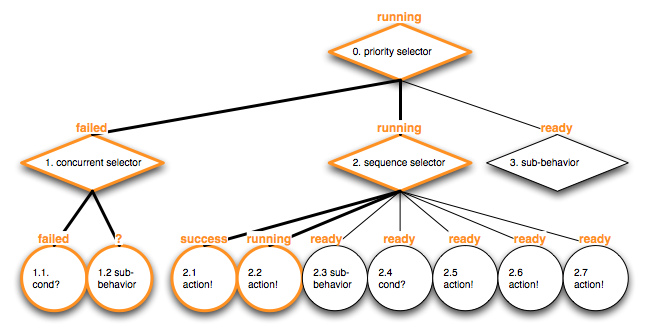 running
0. priority selector
failed
running
ready
1. concurrent selector
2. sequence selector
3. sub-behavior
failed
?
success
running
ready
ready
ready
ready
ready
1.1.
cond?
1.2 sub-
behavior
2.1
action!
2.2
action!
2.3 sub-
behavior
2.4
cond?
2.5
action!
2.6
action!
2.7
action!